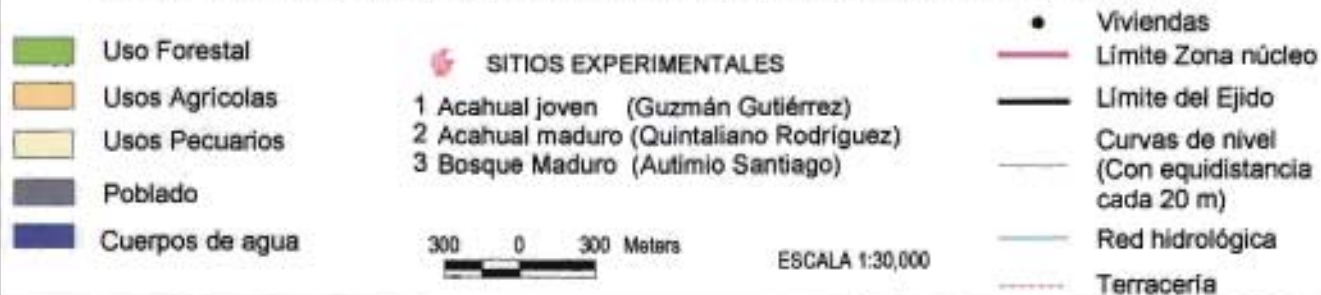 Uso Forestal
Usos Agrícolas
Usos Pecuarios
Poblado
Cuerpos de agua
SITIOS EXPERIMENTALES
1 Acahual joven (Guzmán Gutiérrez)
2 Acahual maduro (Quintaliano Rodríguez)
3 Bosque Maduro (Autimio Santiago)
300 0 300 Meters
ESCALA 1:30,000
Viviendas
Límite Zona núcleo
Límite del Ejido
Curvas de nivel
(Con equidistancia
cada 20 m)
Red hidrológica
Terracería